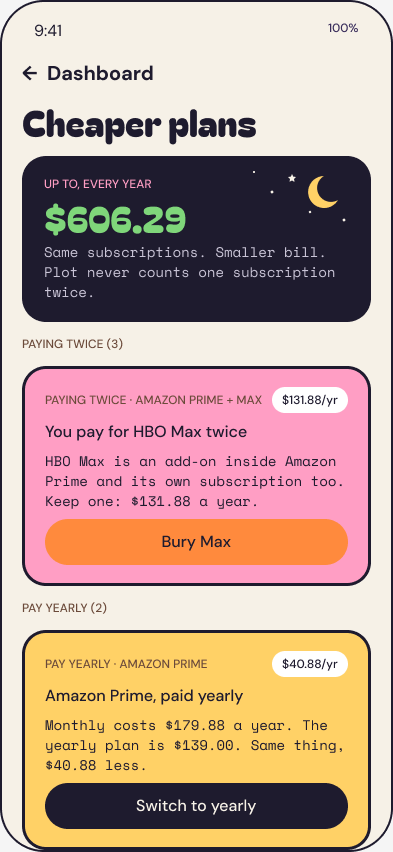 9:41
100%
← Dashboard
Cheaper plans
UP TO, EVERY YEAR
$606.29
Same subscriptions. Smaller bill.
Plot never counts one subscription
twice.
PAYING TWICE (3)
PAYING TWICE · AMAZON PRIME + MAX
$131.88/yr
You pay for HBO Max twice
HBO Max is an add-on inside Amazon
Prime and its own subscription too.
Keep one: $131.88 a year.
Bury Max
PAY YEARLY (2)
PAY YEARLY · AMAZON PRIME
$40.88/yr
Amazon Prime, paid yearly
Monthly costs $179.88 a year. The
yearly plan is $139.00. Same thing,
$40.88 less.
Switch to yearly